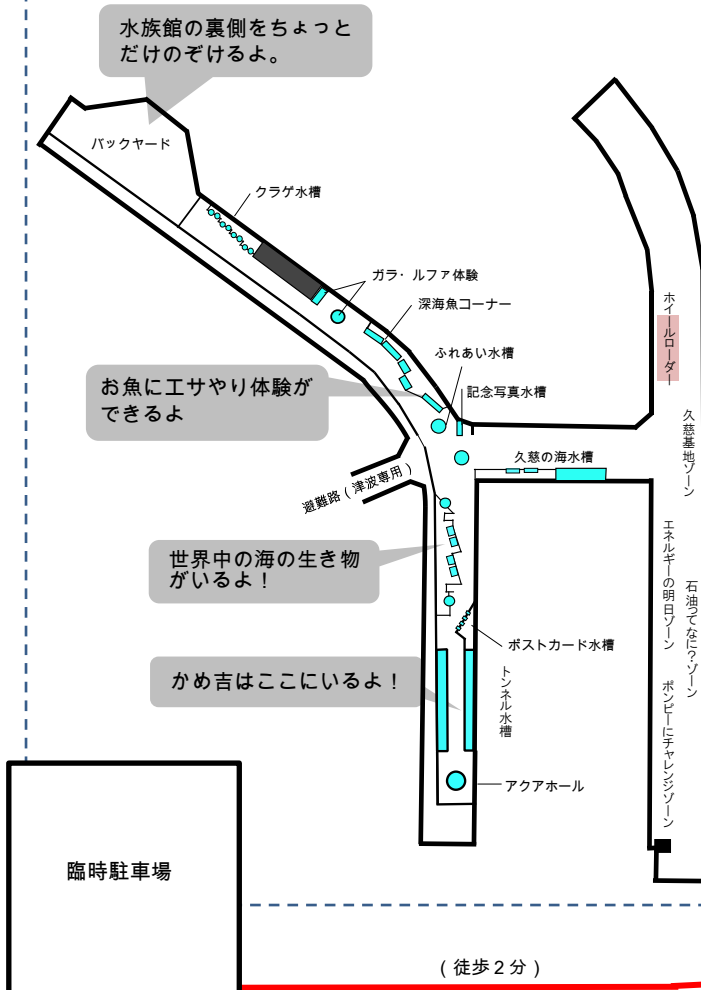 水族館の裏側をちょっと
だけのぞけるよ。
バックヤード
クラゲ水槽
ガラ・ルファ体験
深海魚コーナー
ホイールローダー
ふれあい水槽
お魚にエサやり体験が
できるよ
記念写真水槽
久慈基地ゾーン
久慈の海水槽
避難路(津波専用)
世界中の海の生き物
がいるよ！
エネルギーの明日ゾーン
石油ってなに？ゾーン
ポストカード水槽
かめ吉はここにいるよ！
トンネル水槽
ポンピーにチャレンジゾーン
アクアホール
臨時駐車場
(徒歩2分)